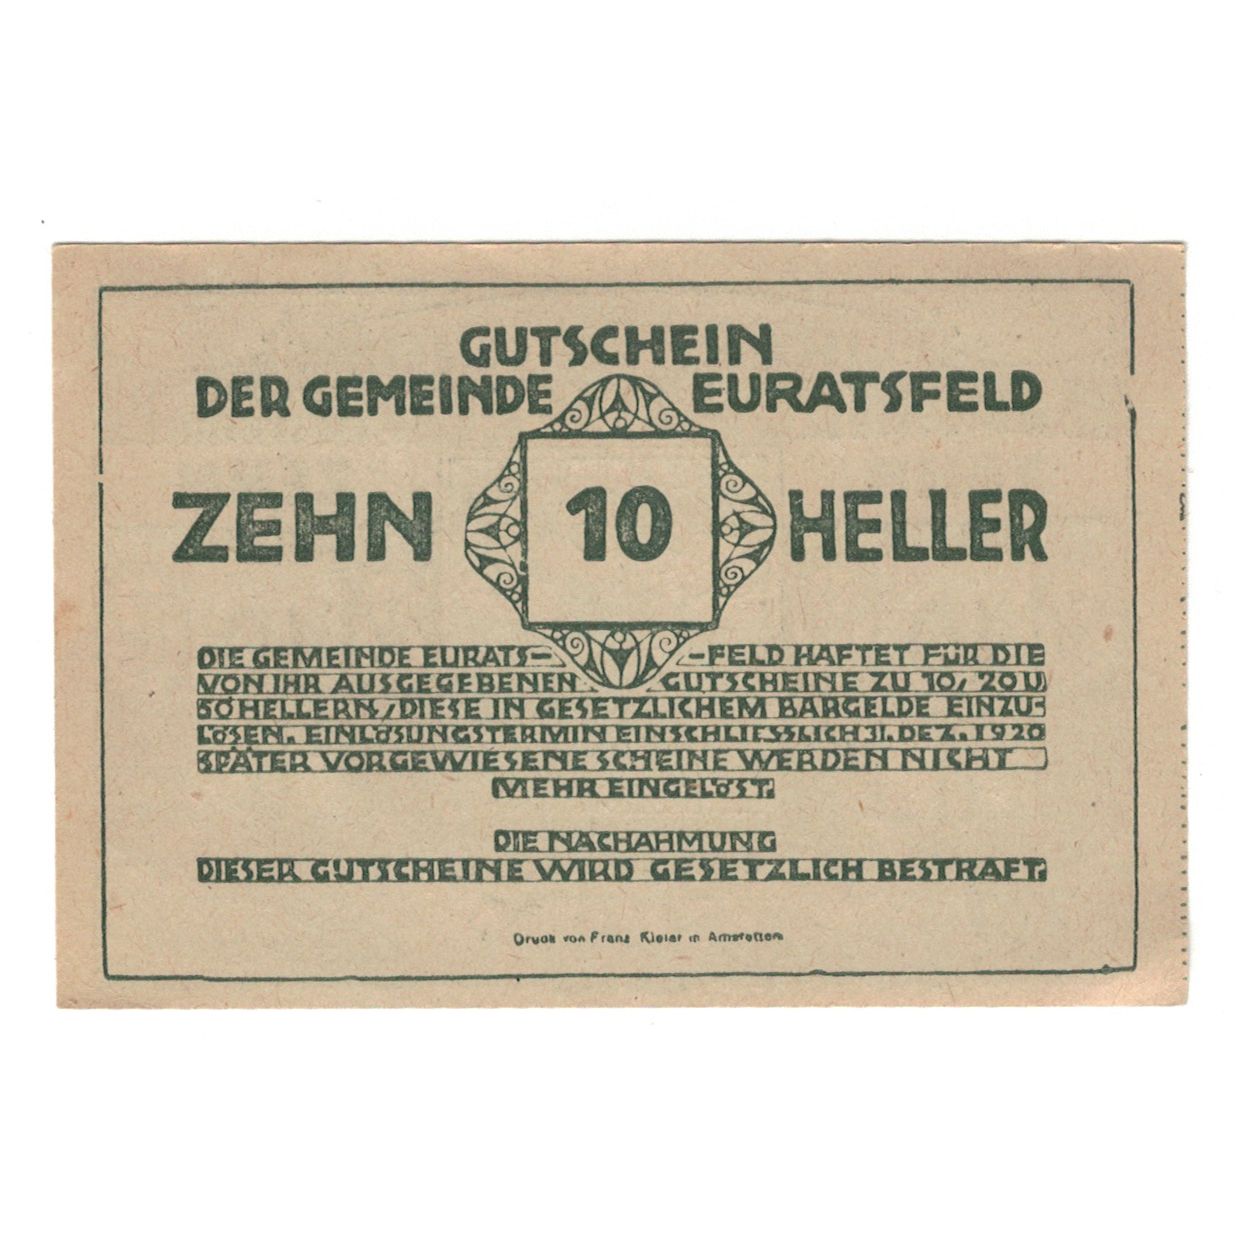 GUTSCHEIN
DER GEMEINDE EURATSFELD
ZEHN 10 HELLER
DIE GEMEINDE EURATS- -FELD HAFTET FÜR DIE
VON IHR AUSGEGEBENEN GUTSCHEINE ZU 10, 20 U
50 HELLERN, DIESE IN GESETZLICHEM BARGELDE EINZU-
LÖSEN. EINLÖSUNGSTERMIN EINSCHLIESSLICH 31. DEZ. 1920
SPÄTER VORGEWIESENE SCHEINE WERDEN NICHT
MEHR EINGELÖST.
DIE NACHAHMUNG
DIESER GUTSCHEINE WIRD GESETZLICH BESTRAFT.
Druck von Franz in Amstetten